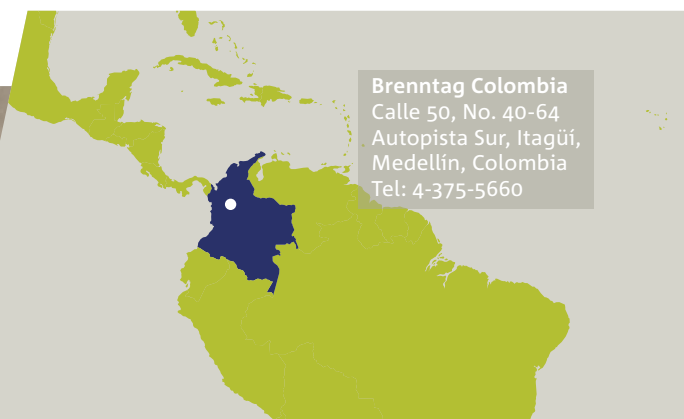 Brenntag Colombia
Calle 50, No. 40-64
Autopista Sur, Itagüí,
Medellín, Colombia
Tel: 4-375-5660